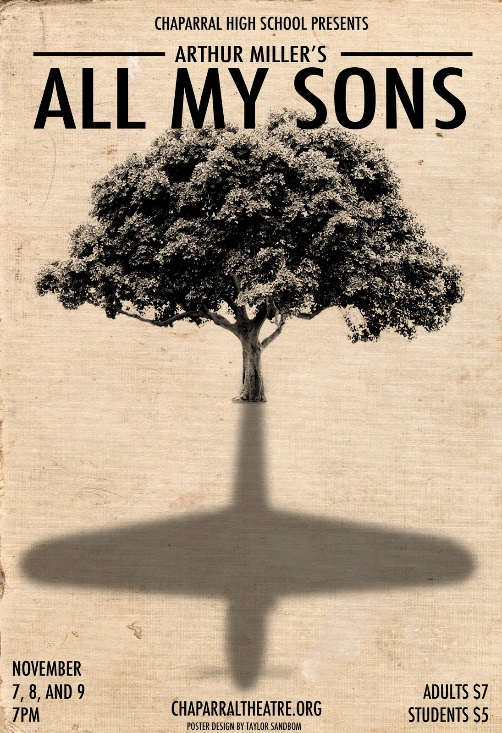 CHAPARRAL HIGH SCHOOL PRESENTS
ARTHUR MILLER'S
ALL MY SONS
NOVEMBER
7, 8, AND 9
7PM
CHAPARRALTHEATRE.ORG
POSTER DESIGN BY TAYLOR SANDBOM
ADULTS $7
STUDENTS $5